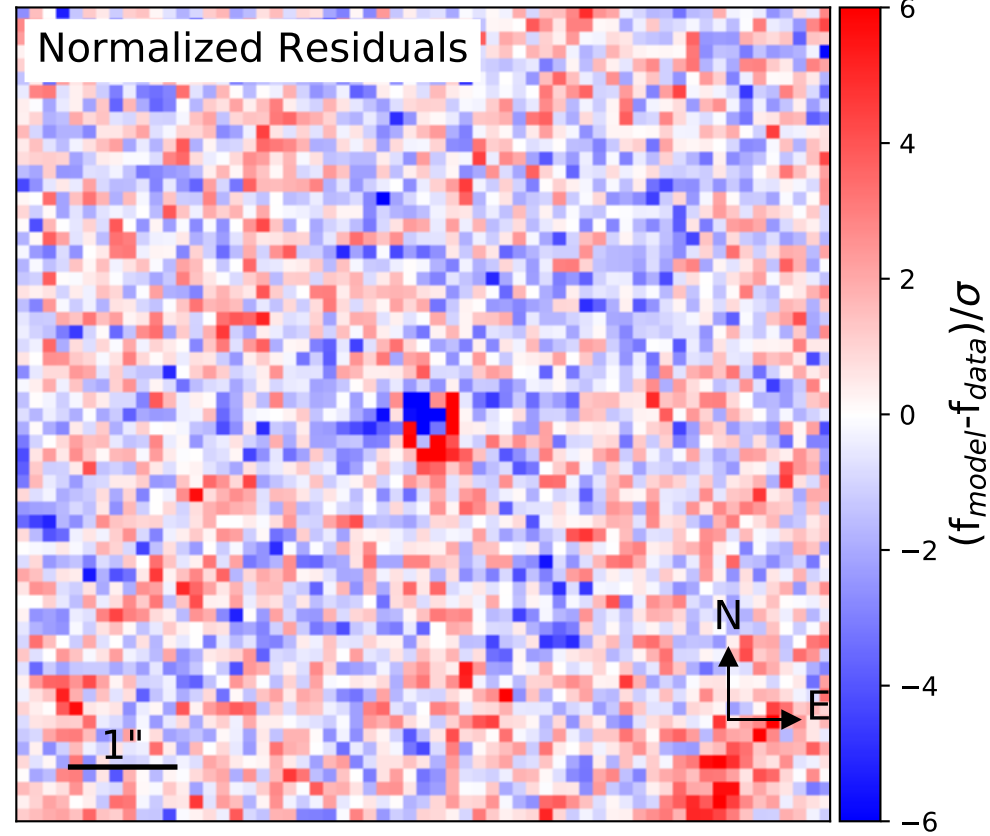 Normalized Residuals
6
4
2
0
−2
−4
−6
(f_model-f_data)/σ
N
E
1"